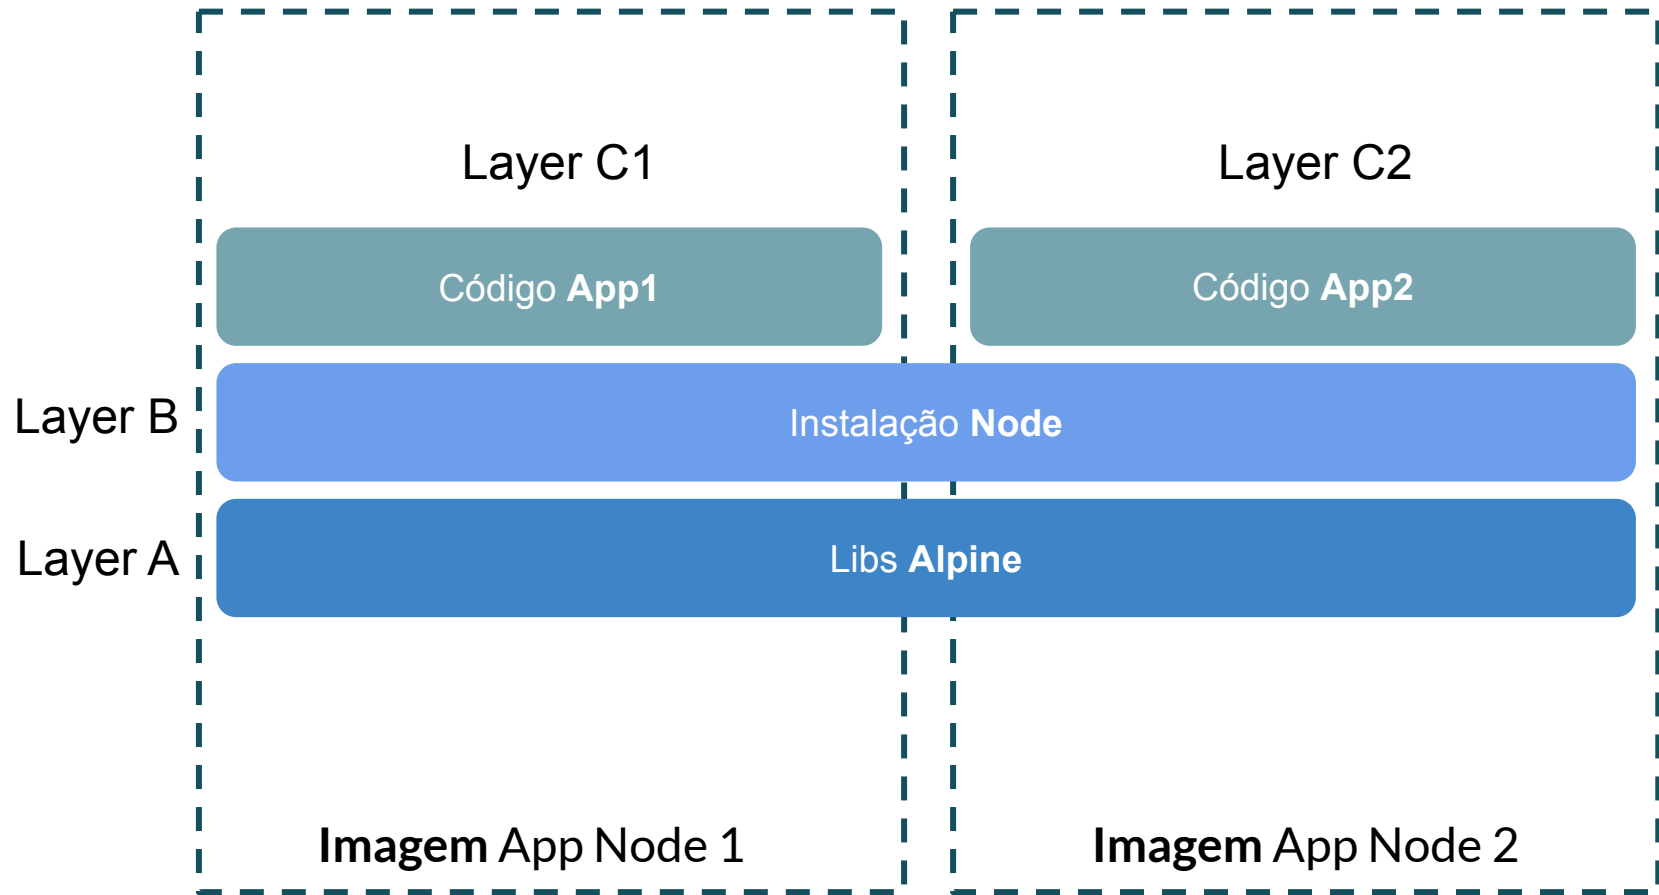 Layer C1
Layer C2
Código App1
Código App2
Layer B
Instalação Node
Layer A
Libs Alpine
Imagem App Node 1
Imagem App Node 2